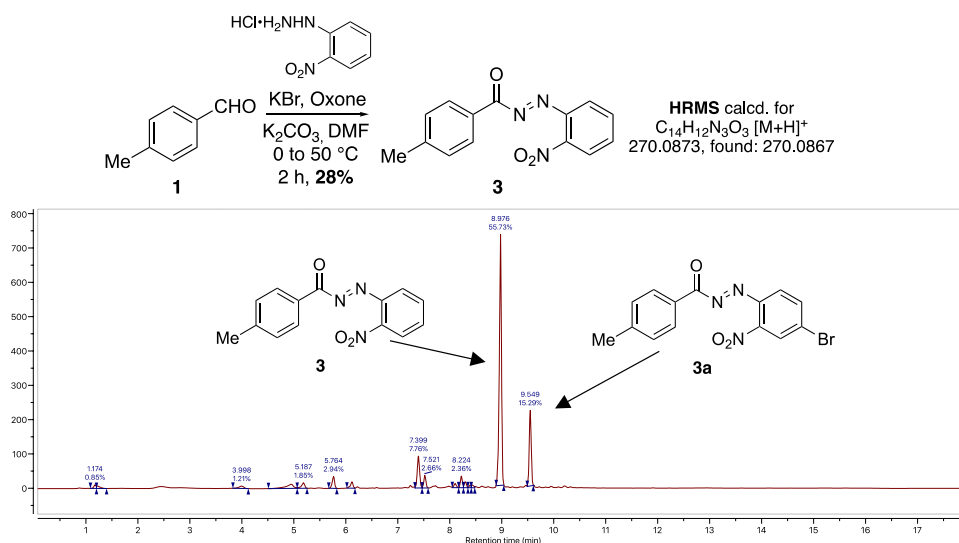 HCl•H₂NHN
O₂N
KBr, Oxone
K₂CO₃, DMF
0 to 50 °C
2 h, 28%
CHO
Me
1
O
N
N
O₂N
Me
3
HRMS calcd. for
C₁₄H₁₂N₃O₃ [M+H]⁺
270.0873, found: 270.0867
800
700
600
500
400
300
200
100
0
8.976
55.73%
O
N
N
O₂N
Me
3
O
N
N
O₂N
Br
Me
3a
9.549
15.29%
7.399
7.76%
7.521
2.66%
8.224
2.36%
5.764
2.94%
5.187
1.85%
3.998
1.21%
1.174
0.85%
1 2 3 4 5 6 7 8 9 10 11 12 13 14 15 16 17
Retention time (min)